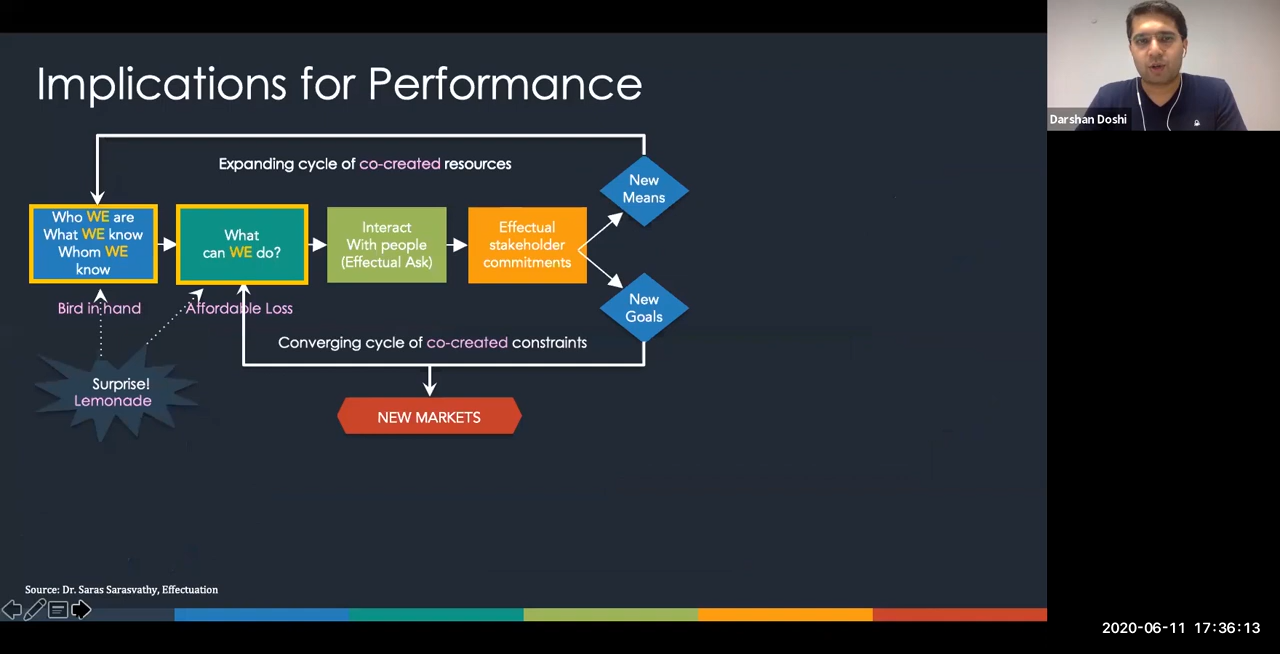 Implications for Performance
Darshan Doshi
Expanding cycle of co-created resources
New
Means
Who WE are
What WE know
Whom WE
know
What
can WE do?
Interact
With people
(Effectual Ask)
Effectual
stakeholder
commitments
New
Goals
Bird in hand
Affordable Loss
Converging cycle of co-created constraints
Surprise!
Lemonade
NEW MARKETS
Source: Dr. Saras Sarasvathy, Effectuation
2020-06-11 17:36:13